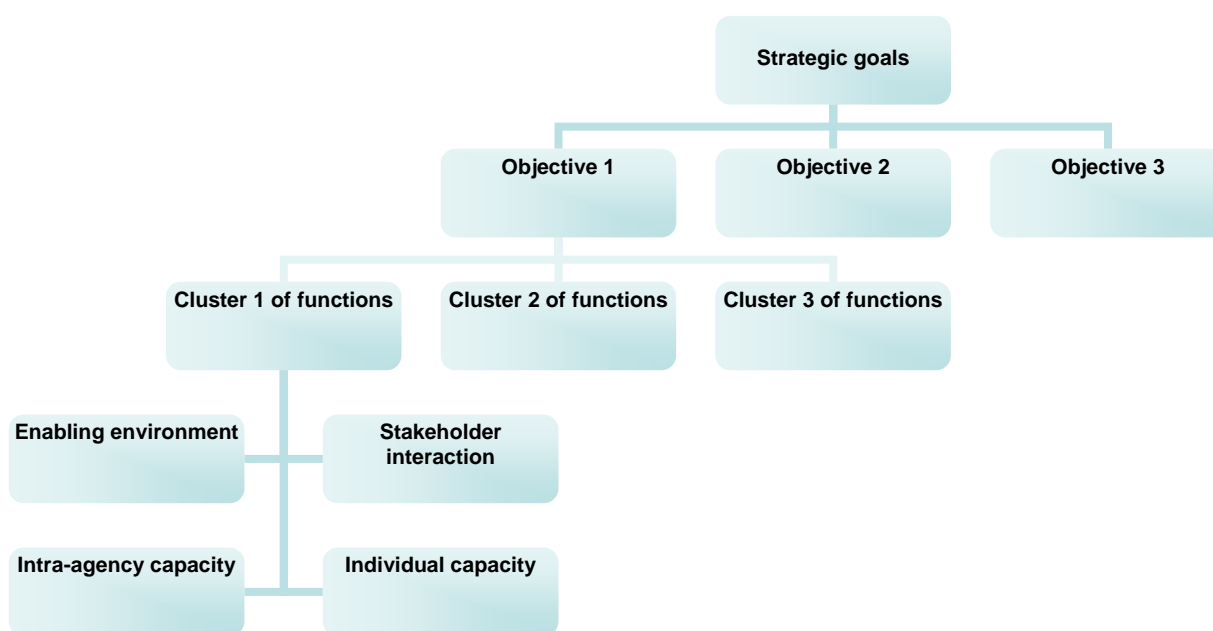 Strategic goals
Objective 1
Objective 2
Objective 3
Cluster 1 of functions
Cluster 2 of functions
Cluster 3 of functions
Enabling environment
Stakeholder
interaction
Intra-agency capacity
Individual capacity